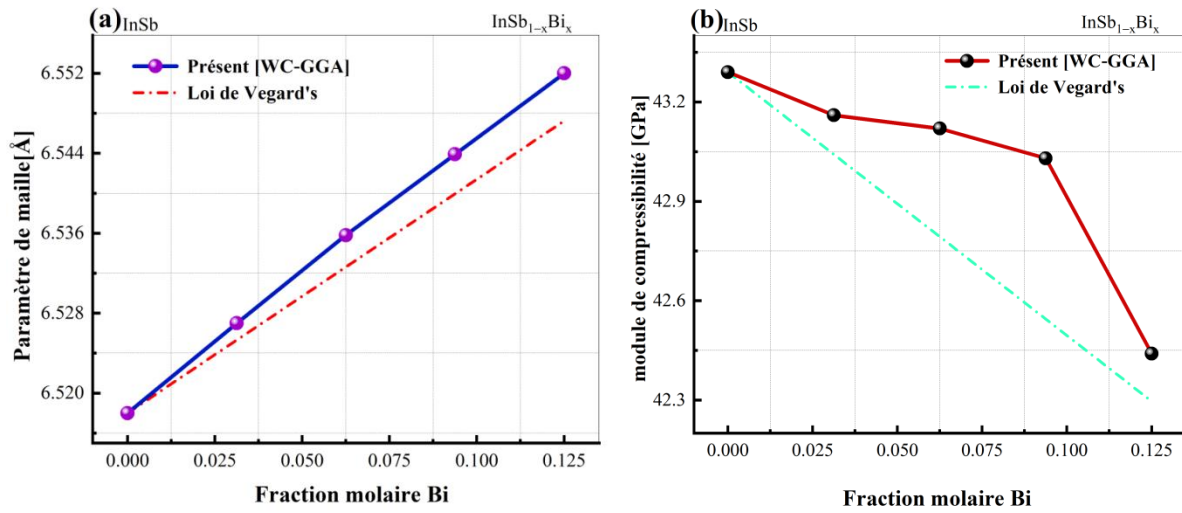 (a) InSb InSb1−xBix
Présent [WC-GGA]
Loi de Vegard's
6.552
6.544
6.536
6.528
6.520
Paramètre de maille[Å]
0.000 0.025 0.050 0.075 0.100 0.125
Fraction molaire Bi
(b) InSb InSb1−xBix
Présent [WC-GGA]
Loi de Vegard's
43.2
42.9
42.6
42.3
module de compressibilité [GPa]
0.000 0.025 0.050 0.075 0.100 0.125
Fraction molaire Bi